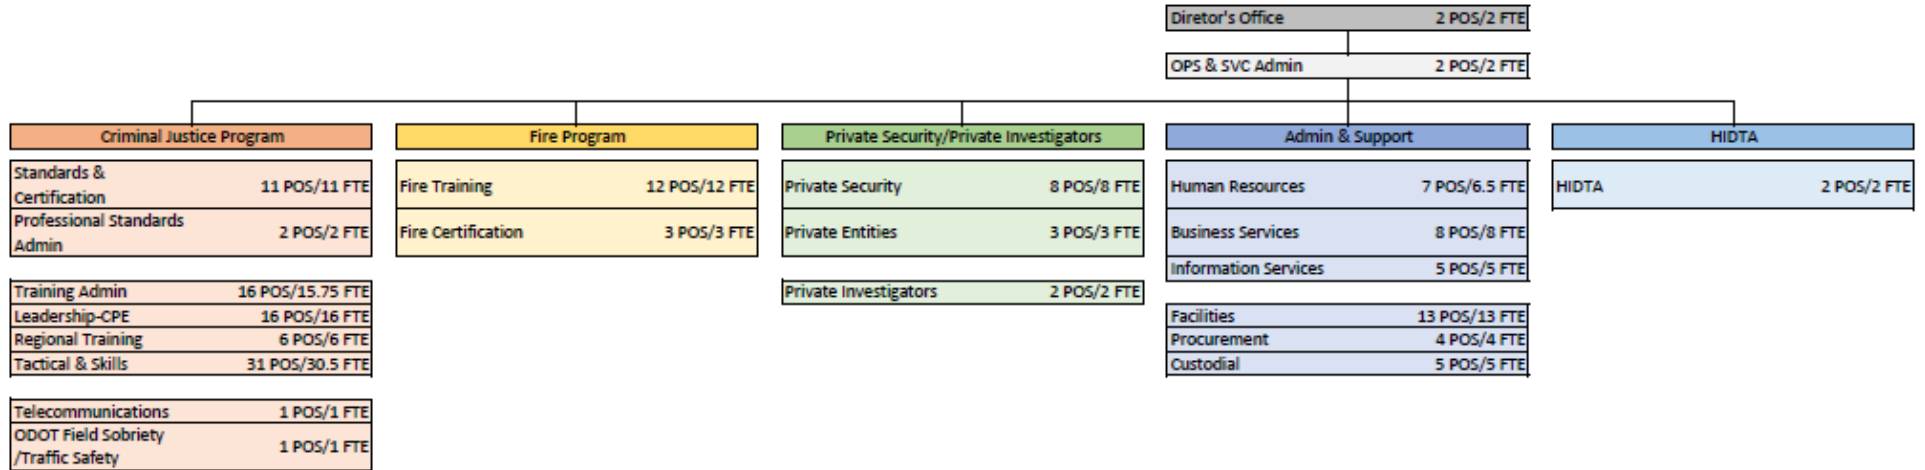 Diretor's Office 2 POS/2 FTE
OPS & SVC Admin 2 POS/2 FTE
Criminal Justice Program
Standards &
Certification 11 POS/11 FTE
Professional Standards
Admin 2 POS/2 FTE
Training Admin 16 POS/15.75 FTE
Leadership-CPE 16 POS/16 FTE
Regional Training 6 POS/6 FTE
Tactical & Skills 31 POS/30.5 FTE
Telecommunications 1 POS/1 FTE
ODOT Field Sobriety
/Traffic Safety 1 POS/1 FTE
Fire Program
Fire Training 12 POS/12 FTE
Fire Certification 3 POS/3 FTE
Private Security/Private Investigators
Private Security 8 POS/8 FTE
Private Entities 3 POS/3 FTE
Private Investigators 2 POS/2 FTE
Admin & Support
Human Resources 7 POS/6.5 FTE
Business Services 8 POS/8 FTE
Information Services 5 POS/5 FTE
Facilities 13 POS/13 FTE
Procurement 4 POS/4 FTE
Custodial 5 POS/5 FTE
HIDTA
HIDTA 2 POS/2 FTE